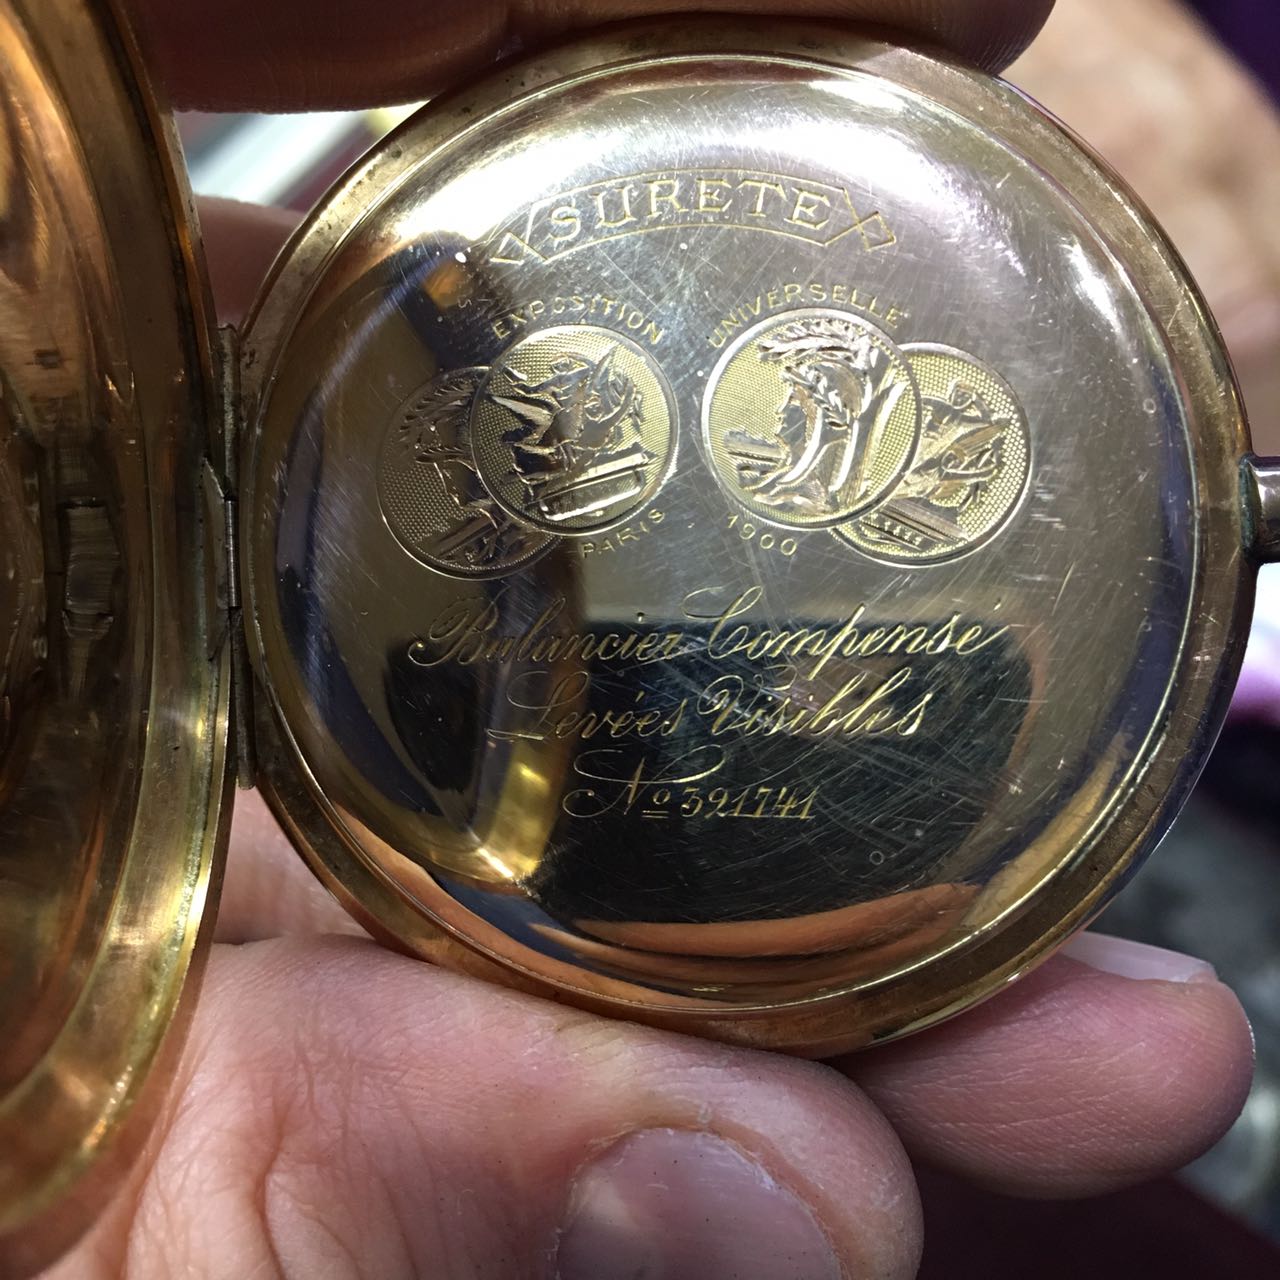 SURETE
EXPOSITION UNIVERSELLE
PARIS 1900
Balancier Compensé
Levées Visibles
No 391741